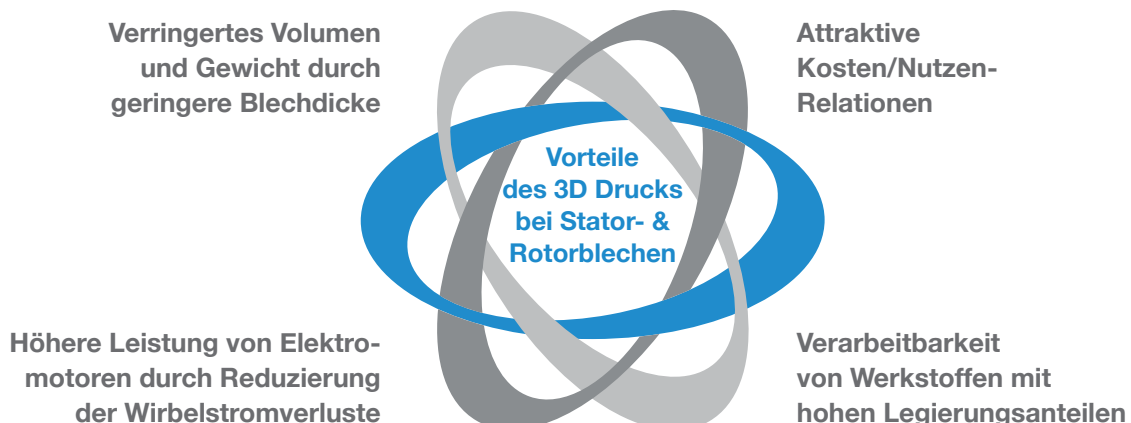 Verringertes Volumen
und Gewicht durch
geringere Blechdicke
Attraktive
Kosten/Nutzen-
Relationen
Vorteile
des 3D Drucks
bei Stator- &
Rotorblechen
Höhere Leistung von Elektro-
motoren durch Reduzierung
der Wirbelstromverluste
Verarbeitbarkeit
von Werkstoffen mit
hohen Legierungsanteilen